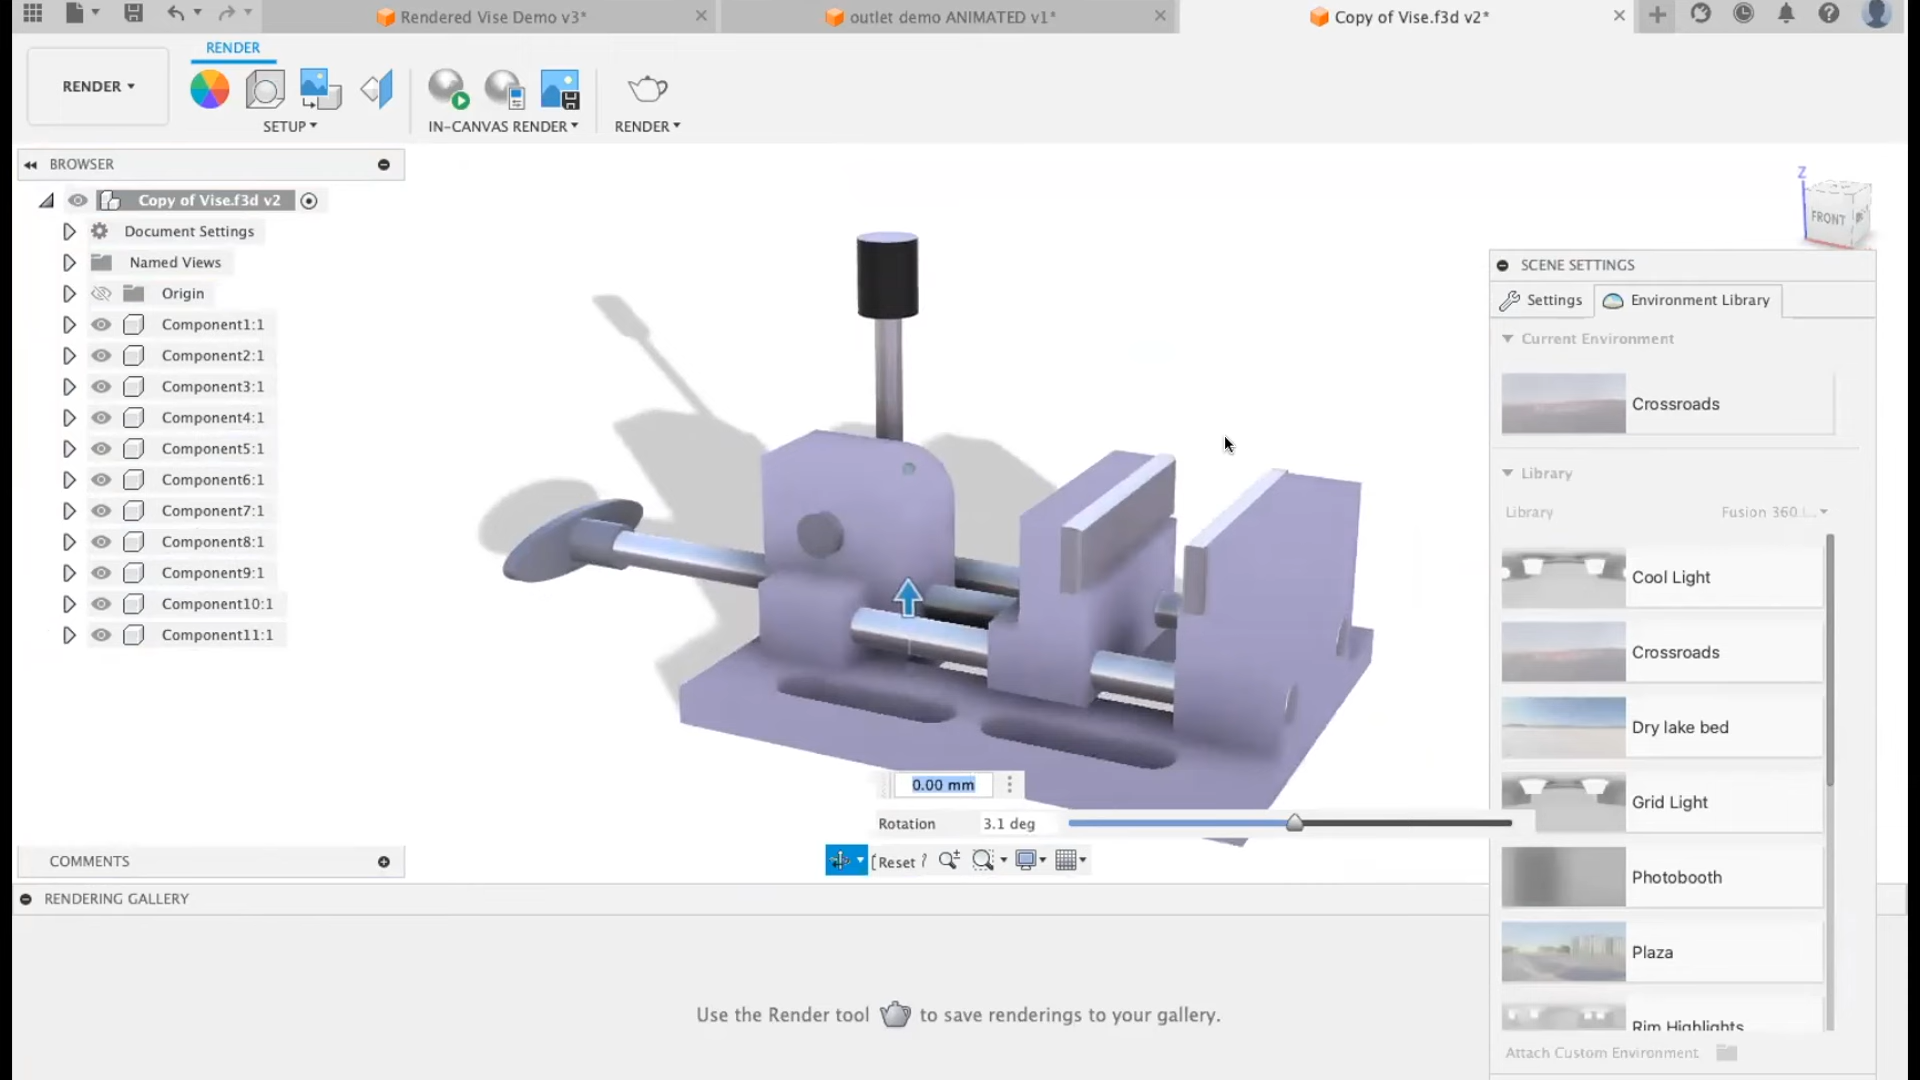 Rendered Vise Demo v3*
outlet demo ANIMATED v1*
Copy of Vise.f3d v2*
RENDER
RENDER
SETUP
IN-CANVAS RENDER
RENDER
BROWSER
Copy of Vise.f3d v2
Document Settings
Named Views
Origin
Component1:1
Component2:1
Component3:1
Component4:1
Component5:1
Component6:1
Component7:1
Component8:1
Component9:1
Component10:1
Component11:1
Z
FRONT
SCENE SETTINGS
Settings
Environment Library
Current Environment
Crossroads
Library
Library
Fusion 360
Cool Light
Crossroads
Dry lake bed
Grid Light
Photobooth
Plaza
Rim Highlights
Attach Custom Environment
0.00 mm
Rotation 3.1 deg
Reset
COMMENTS
RENDERING GALLERY
Use the Render tool to save renderings to your gallery.